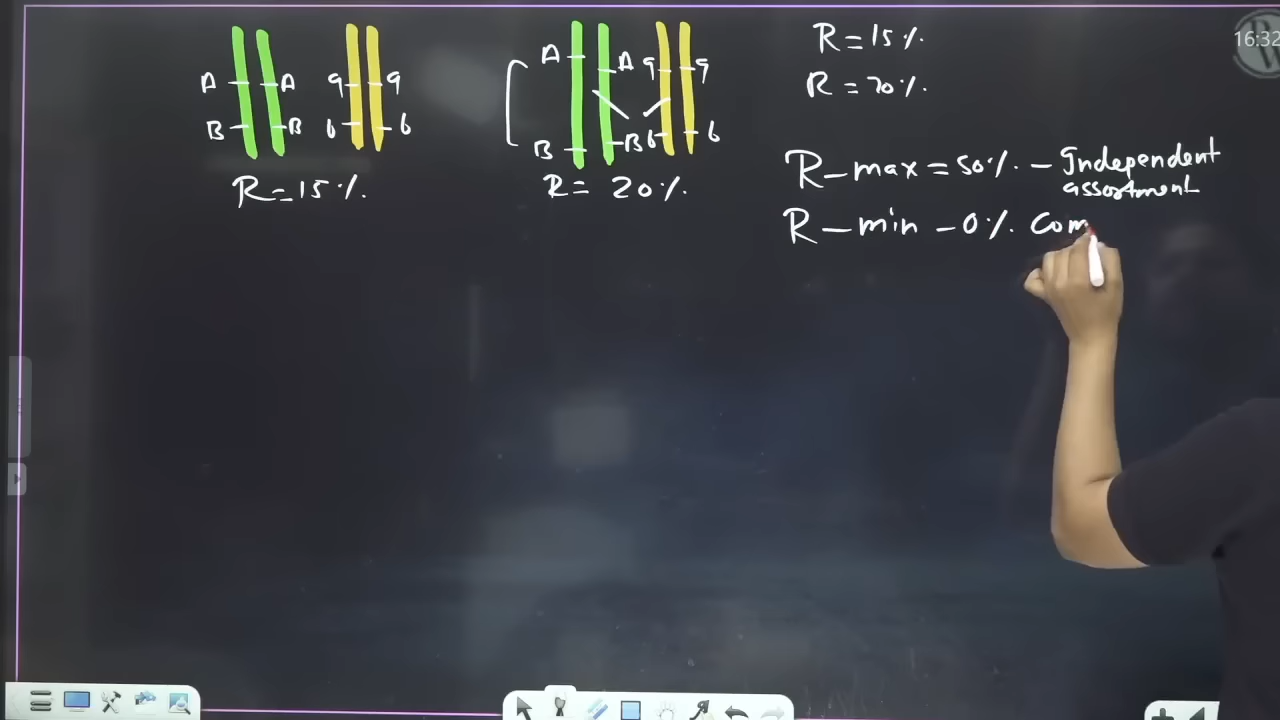 A A a a
B B b b
R=15%
A A a a
B B b b
R= 20%
R=15%
R=20%
R-max=50% - Independent
assortment
R-min -0% Com
16:32